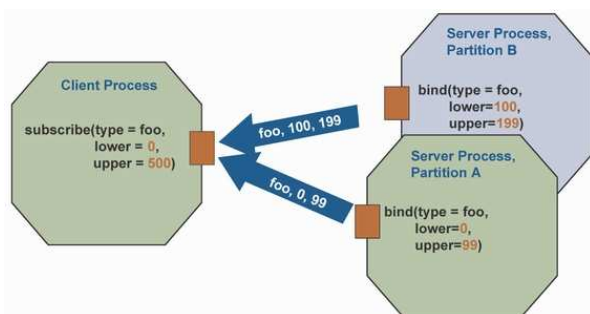 Client Process
subscribe(type = foo,
lower = 0,
upper = 500)
foo, 100, 199
foo, 0, 99
Server Process,
Partition B
bind(type = foo,
lower=100,
upper=199)
Server Process,
Partition A
bind(type = foo,
lower=0,
upper=99)